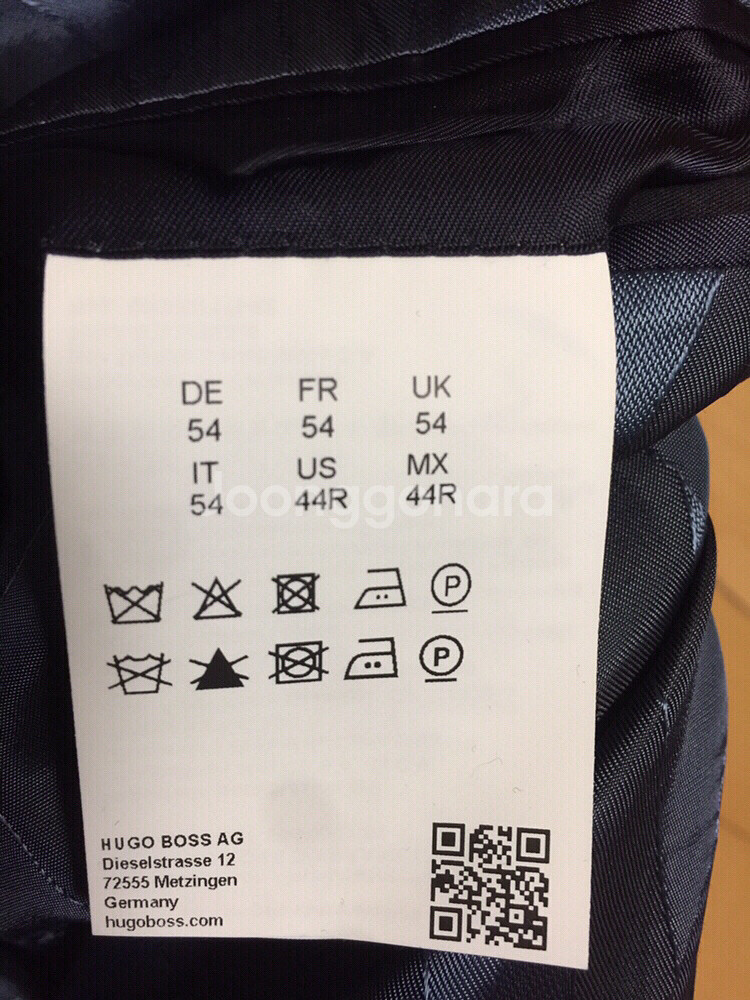 DE FR UK
54 54 54
IT US MX
54 44R 44R
joonggonara
P
P
HUGO BOSS AG
Dieselstrasse 12
72555 Metzingen
Germany
hugoboss.com